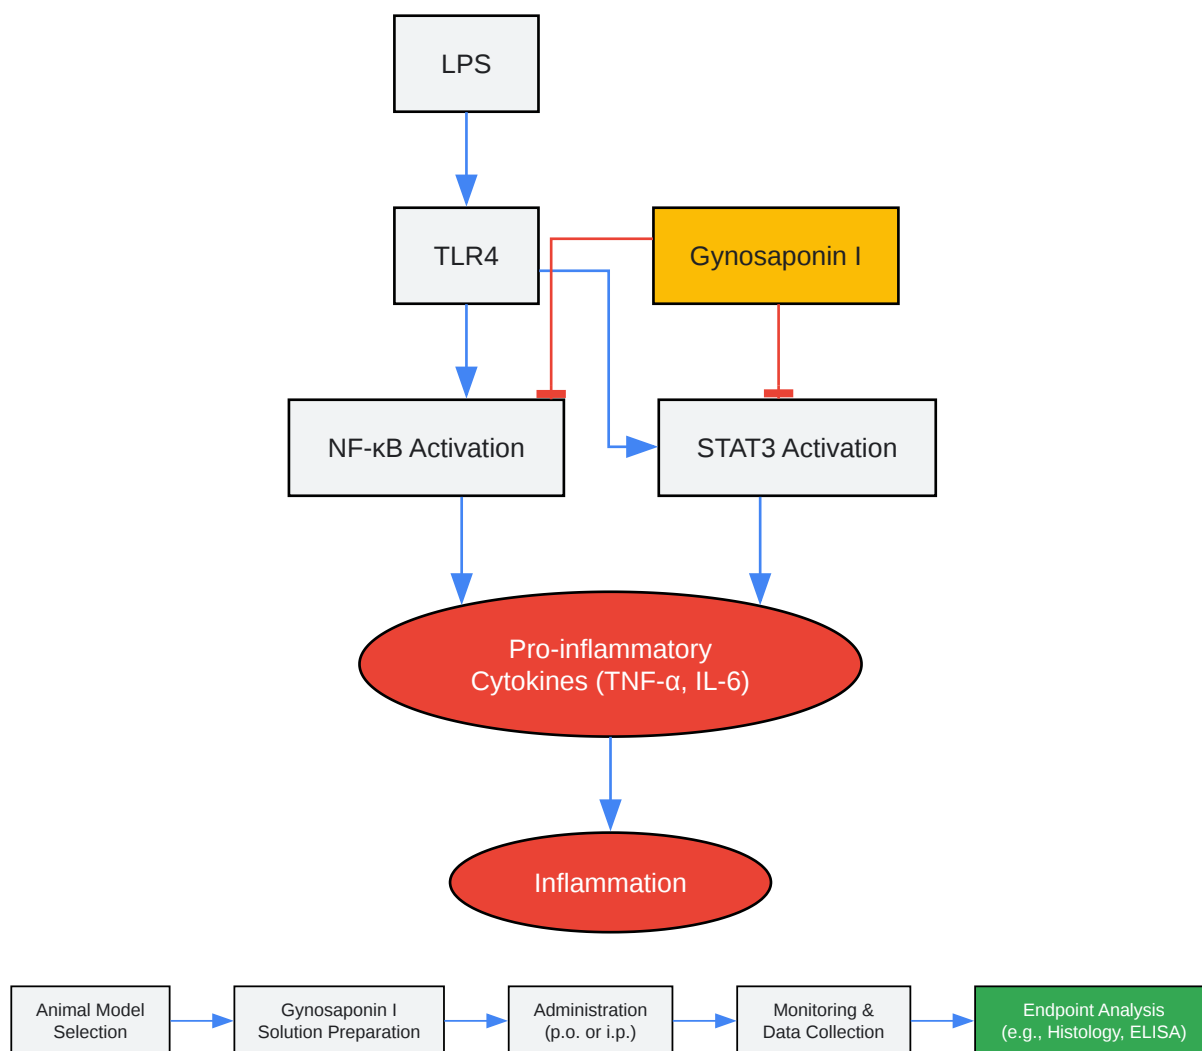 LPS
TLR4
Gynosaponin I
NF-κB Activation
STAT3 Activation
Pro-inflammatory
Cytokines (TNF-α, IL-6)
Inflammation
Animal Model
Selection
Gynosaponin I
Solution Preparation
Administration
(p.o. or i.p.)
Monitoring &
Data Collection
Endpoint Analysis
(e.g., Histology, ELISA)